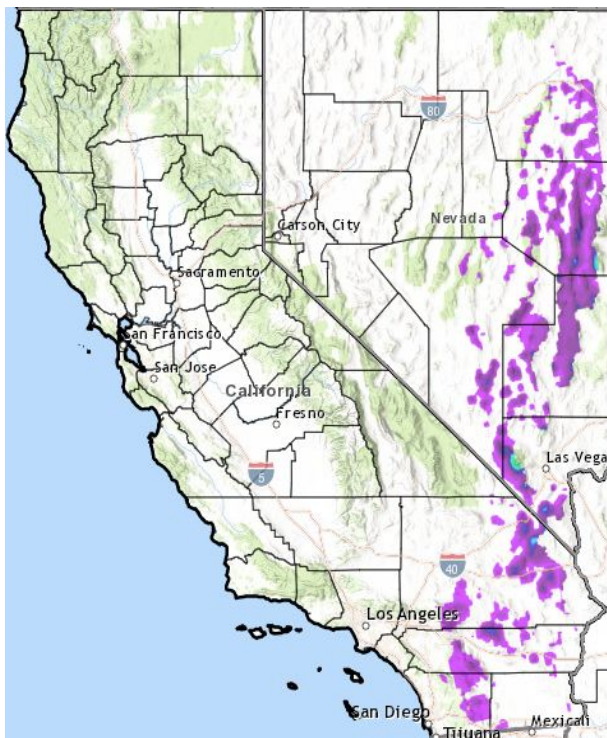 80
Nevada
Carson City
Sacramento
San Francisco
San Jose
California
Fresno
Las Vega
5
40
Los Angeles
San Diego
Mexicali
Tijuana